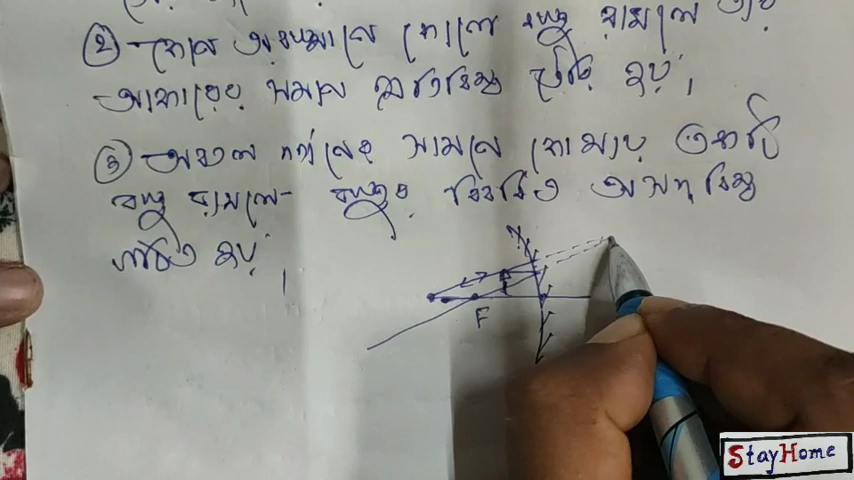 ② কোন অবস্থানে কোনো বস্তু রাখলে তার
আকারের সমান প্রতিবিম্ব তৈরি হয়।
③ অবতল দর্পণের সামনে কোথায় একটি
বস্তু রাখলে বস্তুর বিবর্ধিত অসদ্ বিম্ব
গঠিত হয়।
F
StayHome